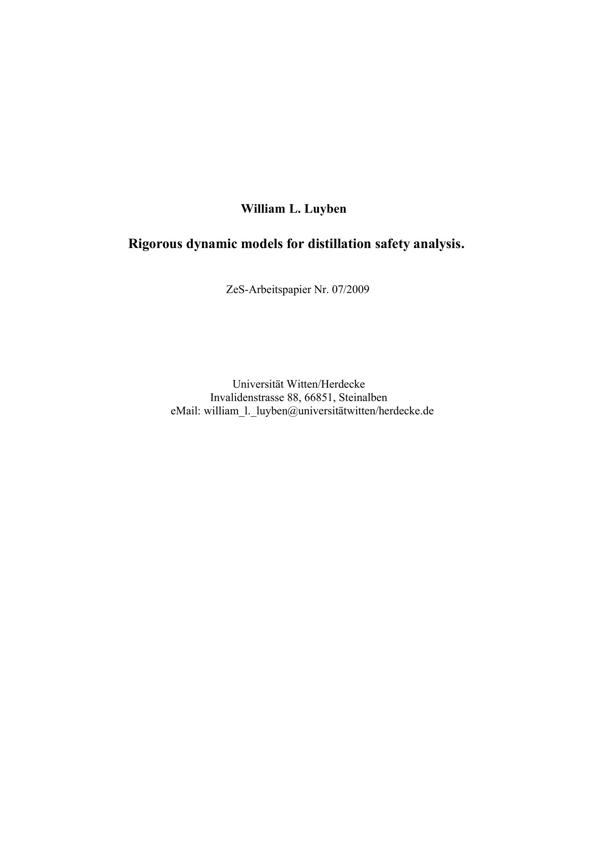 William L. Luyben
Rigorous dynamic models for distillation safety analysis.
ZeS-Arbeitspapier Nr. 07/2009
Universität Witten/Herdecke
Invalidenstrasse 88, 66851, Steinalben
eMail: william_l._luyben@universitätwitten/herdecke.de